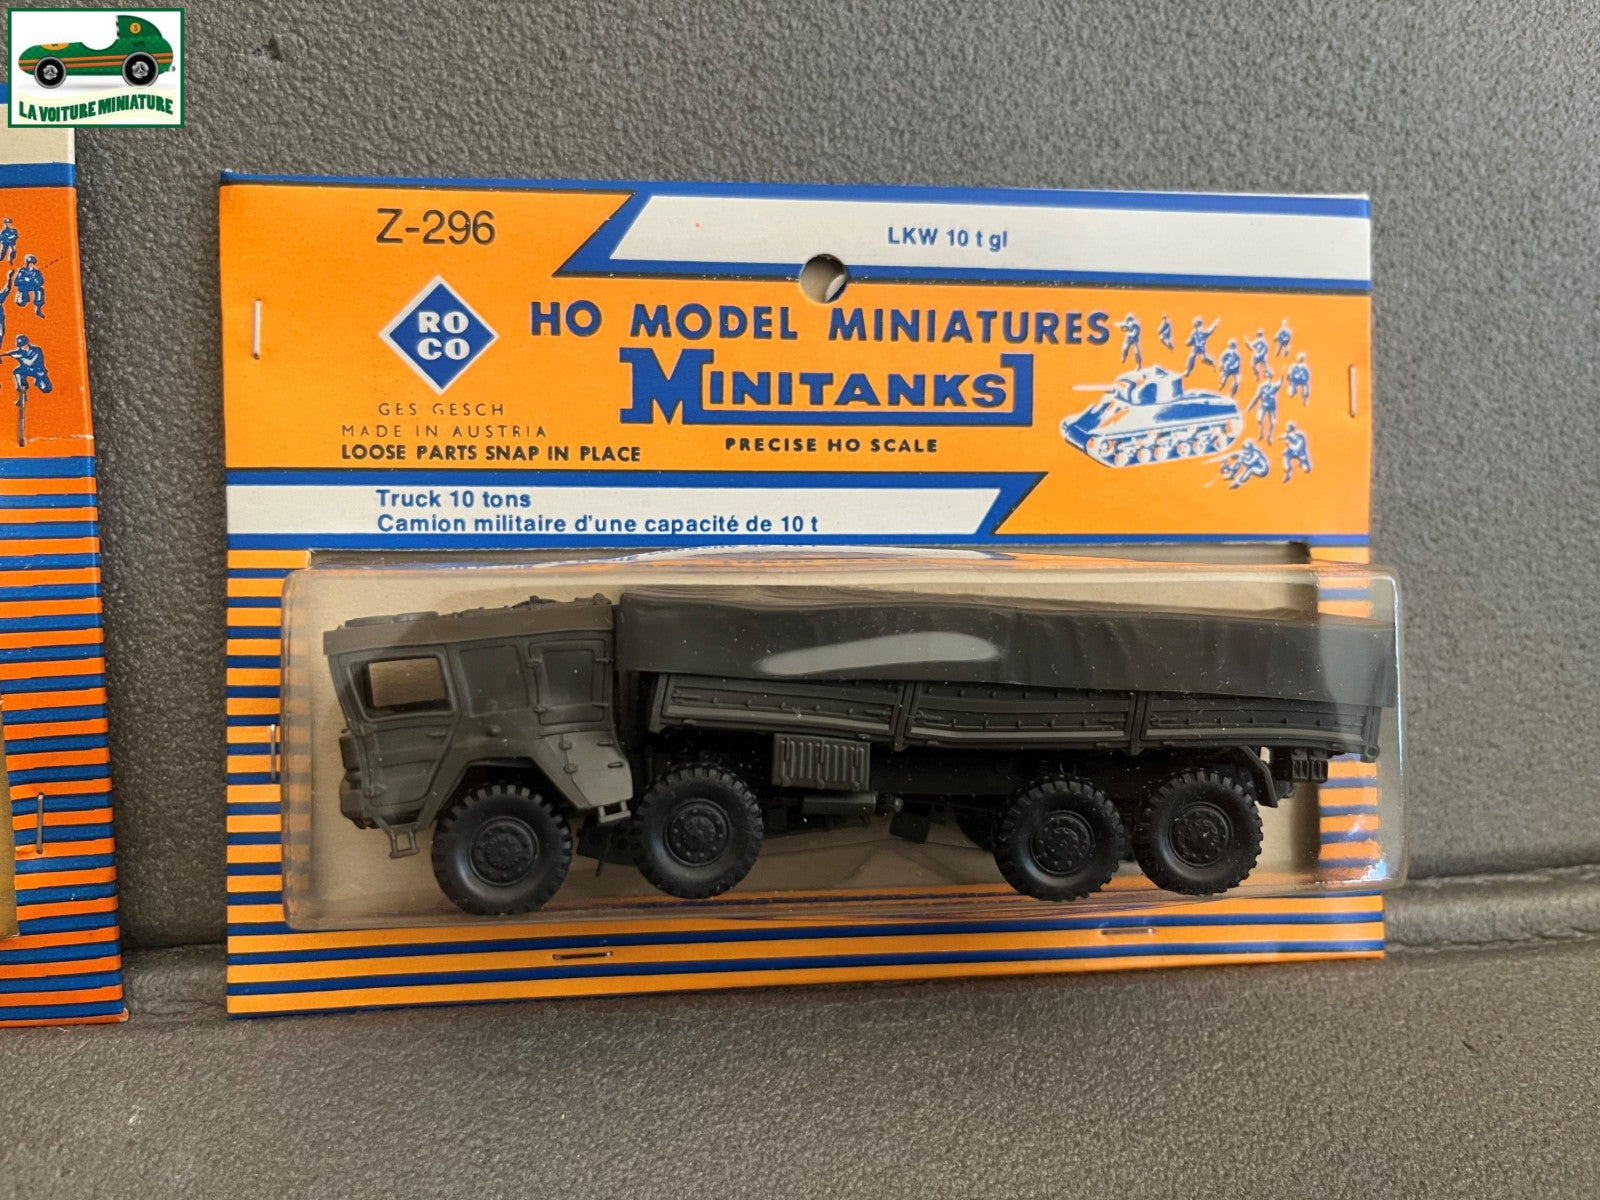 LA VOITURE MINIATURE
Z-296
LKW 10 t gl
RO
CO
HO MODEL MINIATURES
MINITANKS
GES GESCH
MADE IN AUSTRIA
LOOSE PARTS SNAP IN PLACE
PRECISE HO SCALE
Truck 10 tons
Camion militaire d'une capacité de 10 t